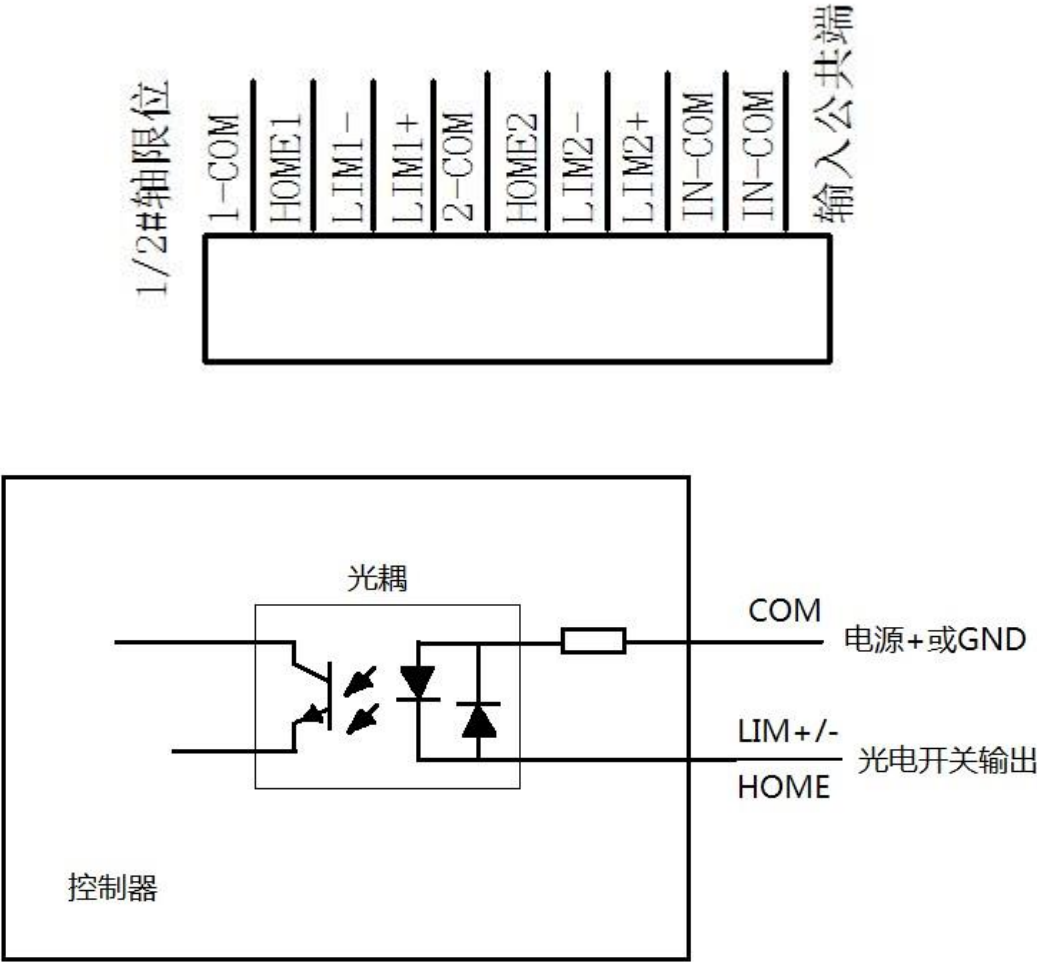 1/2#轴限位
1-COM
HOME1
LIM1-
LIM1+
2-COM
HOME2
LIM2-
LIM2+
IN-COM
IN-COM
输入公共端
光耦
COM
电源+或GND
LIM+/-
光电开关输出
HOME
控制器